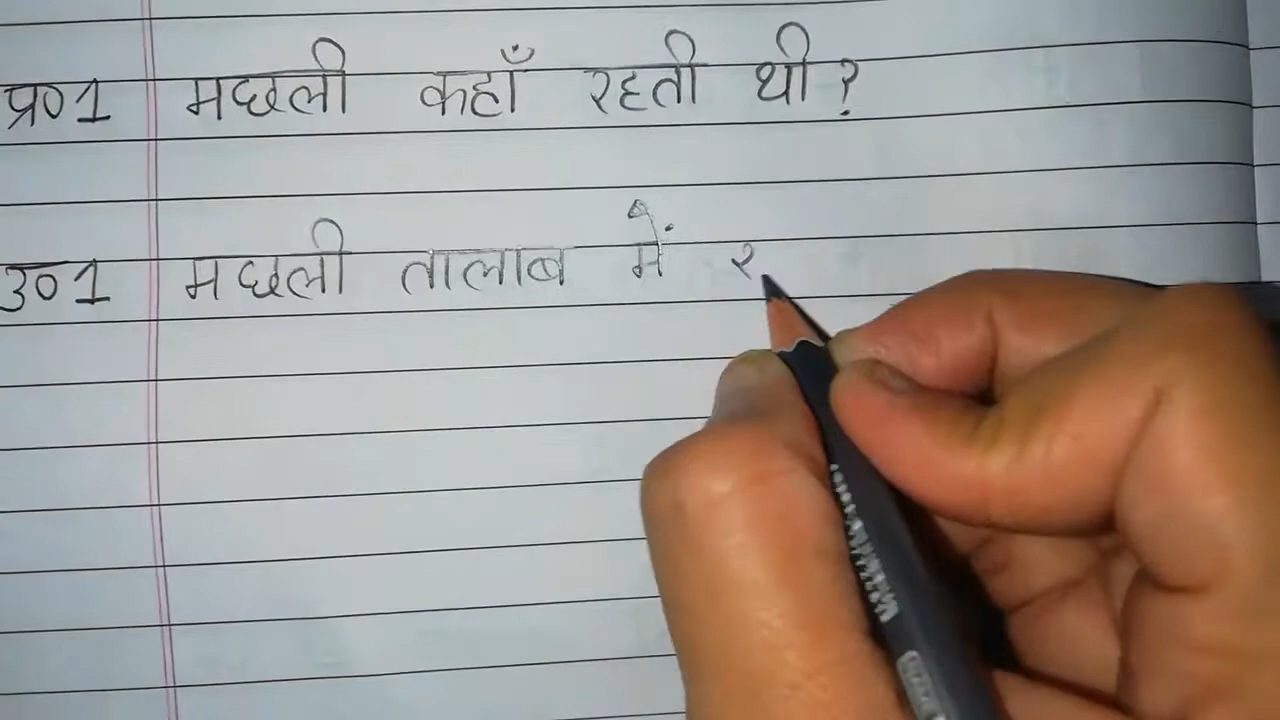 प्र०1 मछली कहाँ रहती थी?
उ०1 मछली तालाब में र